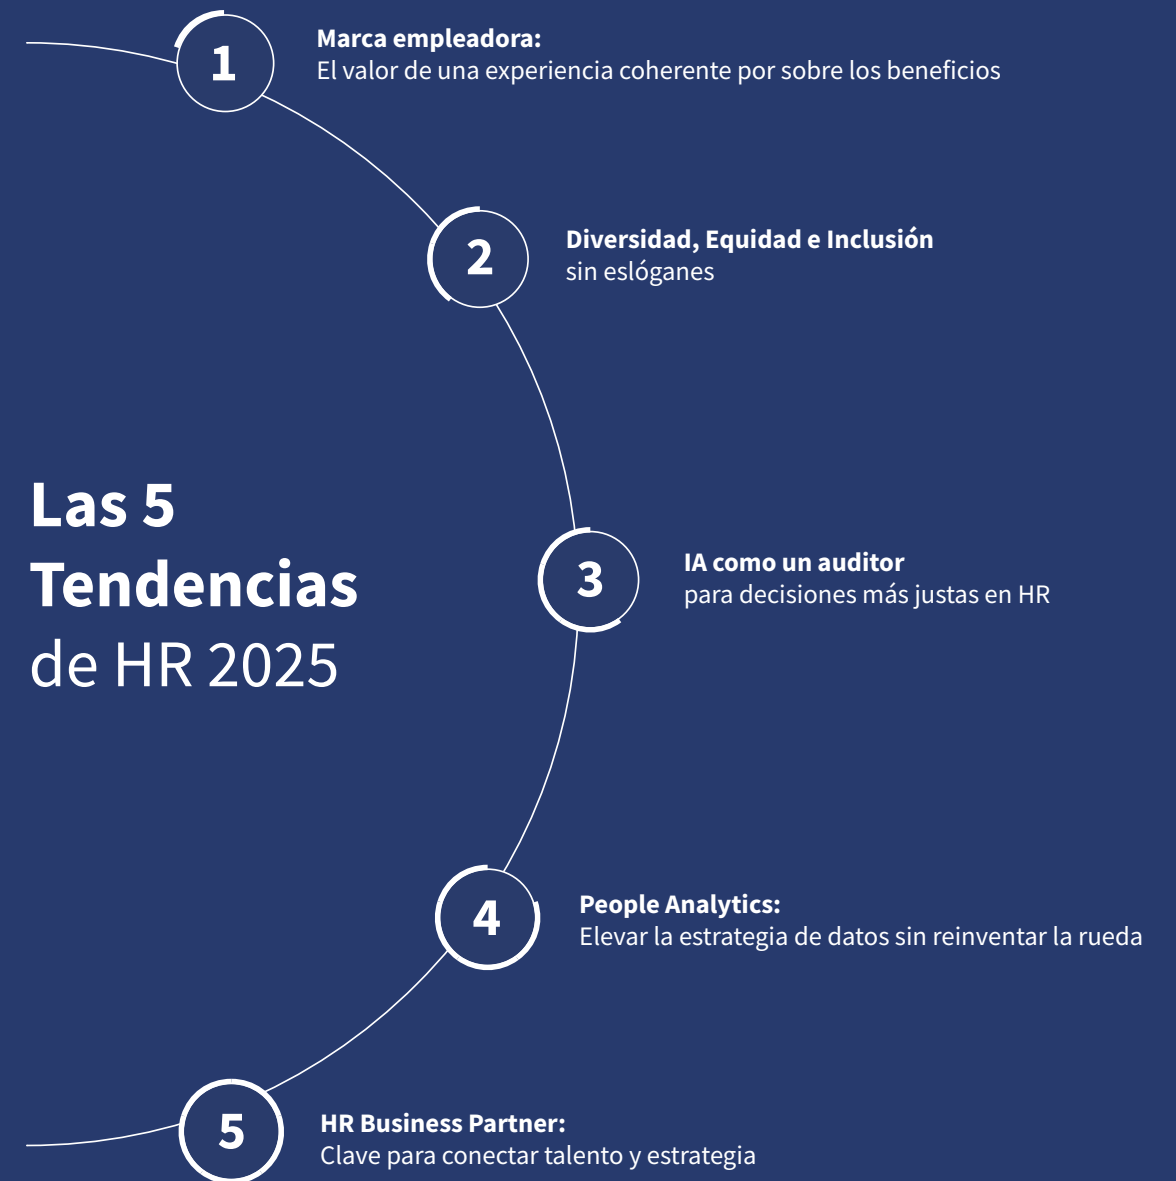 1
Marca empleadora:
El valor de una experiencia coherente por sobre los beneficios
2
Diversidad, Equidad e Inclusión
sin eslóganes
Las 5
Tendencias
de HR 2025
3
IA como un auditor
para decisiones más justas en HR
4
People Analytics:
Elevar la estrategia de datos sin reinventar la rueda
5
HR Business Partner:
Clave para conectar talento y estrategia